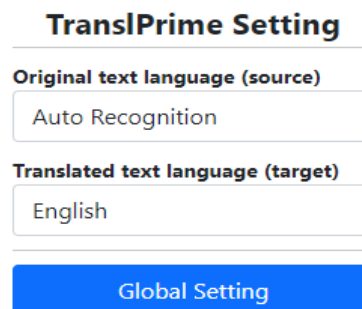 TranslPrime Setting
Original text language (source)
Auto Recognition
Translated text language (target)
English
Global Setting